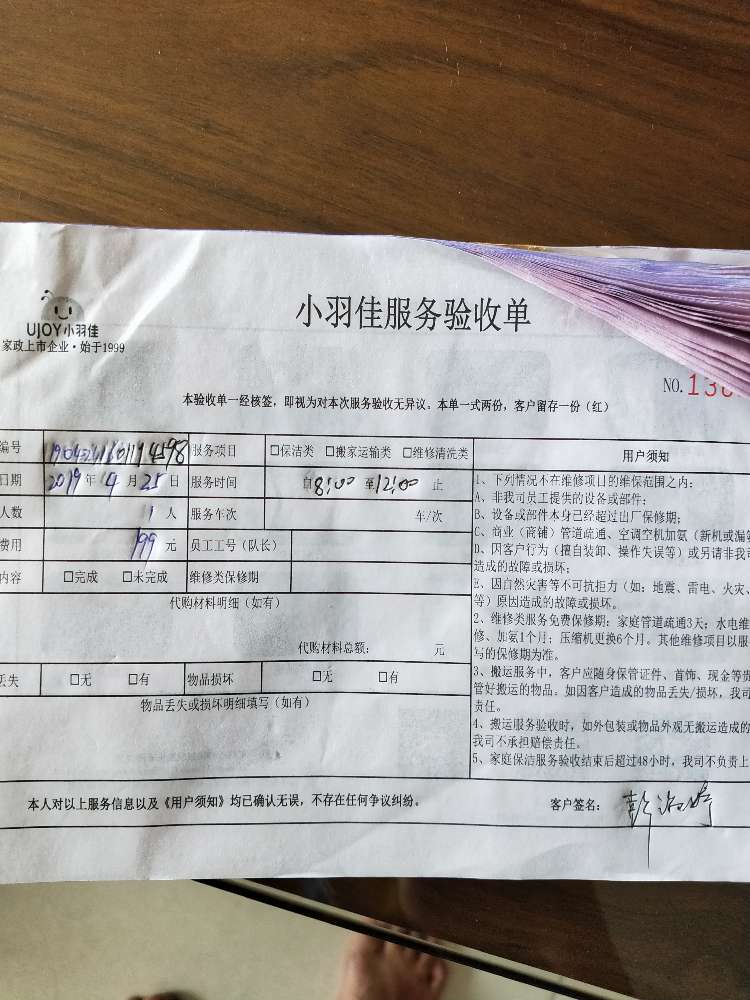 UJOY小羽佳
家政上市企业·始于1999
小羽佳服务验收单
NO.130
本验收单一经核签，即视为对本次服务验收无异议。本单一式两份，客户留存一份（红）
编号 服务项目 □保洁类 □搬家运输类 □维修清洗类 用户须知
日期 2019年4月25日 服务时间 自8:00至12:00止
人数 1人 服务车次 车/次
费用 199元 员工工号（队长）
内容 □完成 □未完成 维修类保修期
代购材料明细（如有）
代购材料总额： 元
丢失 □无 □有 物品损坏 □无 □有
物品丢失或损坏明细填写（如有）
1、下列情况不在维修项目的维保范围之内：
A、非我司员工提供的设备或部件；
B、设备或部件本身已经超过出厂保修期；
C、商业（商铺）管道疏通、空调空机加氨（新机或漏氨
D、因客户行为（擅自装卸、操作失误等）或另请非我司
造成的故障或损坏；
E、因自然灾害等不可抗拒力（如：地震、雷电、火灾、
等）原因造成的故障或损坏。
2、维修类服务免费保修期：家庭管道疏通3天；水电维
修、加氨1个月；压缩机更换6个月。其他维修项目以服
写的保修期为准。
3、搬运服务中，客户应随身保管证件、首饰、现金等贵
管好搬运的物品。如因客户造成的物品丢失/损坏，我司
责任。
4、搬运服务验收时，如外包装或物品外观无搬运造成的
我司不承担赔偿责任。
5、家庭保洁服务验收结束后超过48小时，我司不负责上
本人对以上服务信息以及《用户须知》均已确认无误，不存在任何争议纠纷。 客户签名：